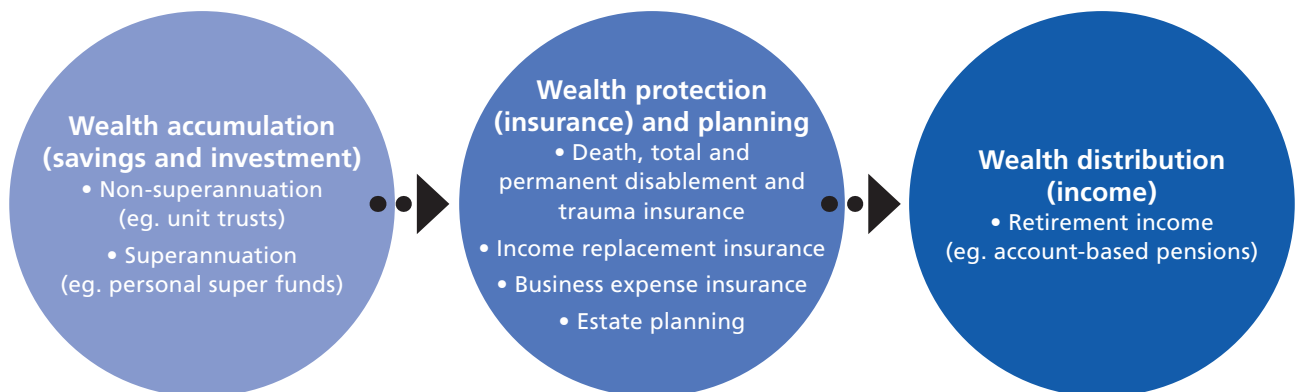 Wealth accumulation
(savings and investment)
• Non-superannuation
(eg. unit trusts)
• Superannuation
(eg. personal super funds)
Wealth protection
(insurance) and planning
• Death, total and
permanent disablement and
trauma insurance
• Income replacement insurance
• Business expense insurance
• Estate planning
Wealth distribution
(income)
• Retirement income
(eg. account-based pensions)